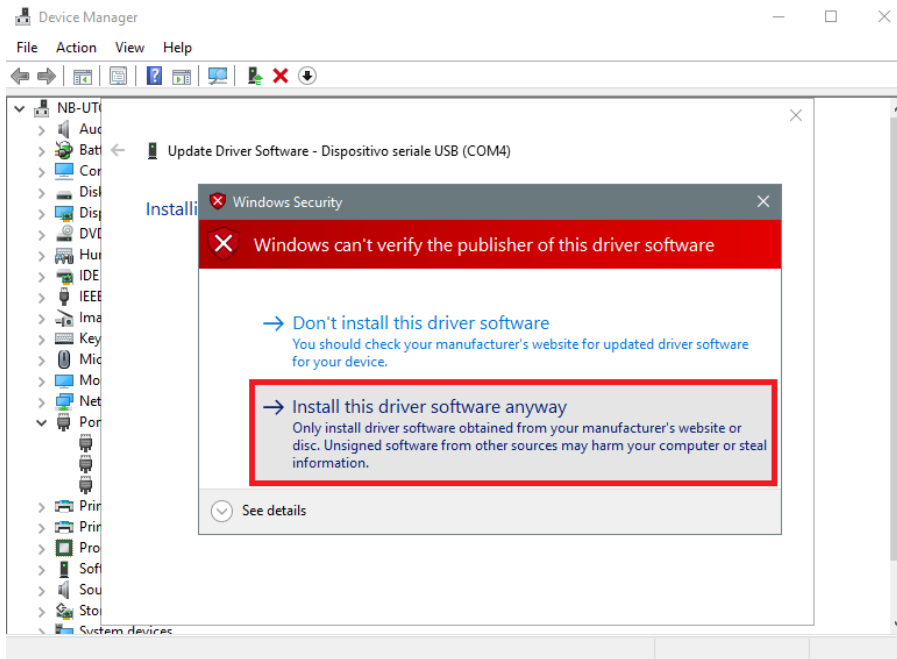 Device Manager
File Action View Help
NB-UT
Update Driver Software - Dispositivo seriale USB (COM4)
Installi
Windows Security
Windows can't verify the publisher of this driver software
Don't install this driver software
You should check your manufacturer's website for updated driver software
for your device.
Install this driver software anyway
Only install driver software obtained from your manufacturer's website or
disc. Unsigned software from other sources may harm your computer or steal
information.
See details
Aud
Bat
Cor
Disk
Disp
DVD
Hur
IDE
IEEE
Ima
Key
Mic
Mo
Net
Por
Prin
Prin
Pro
Soft
Sou
Stor
System devices